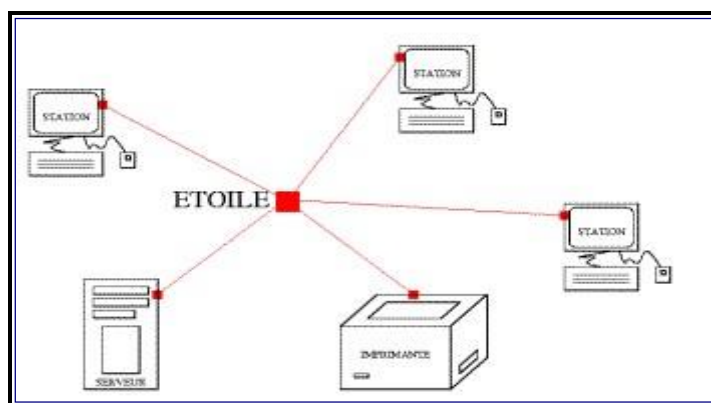 STATION
STATION
ETOILE
STATION
IMPRIMANTE
SERVEUR